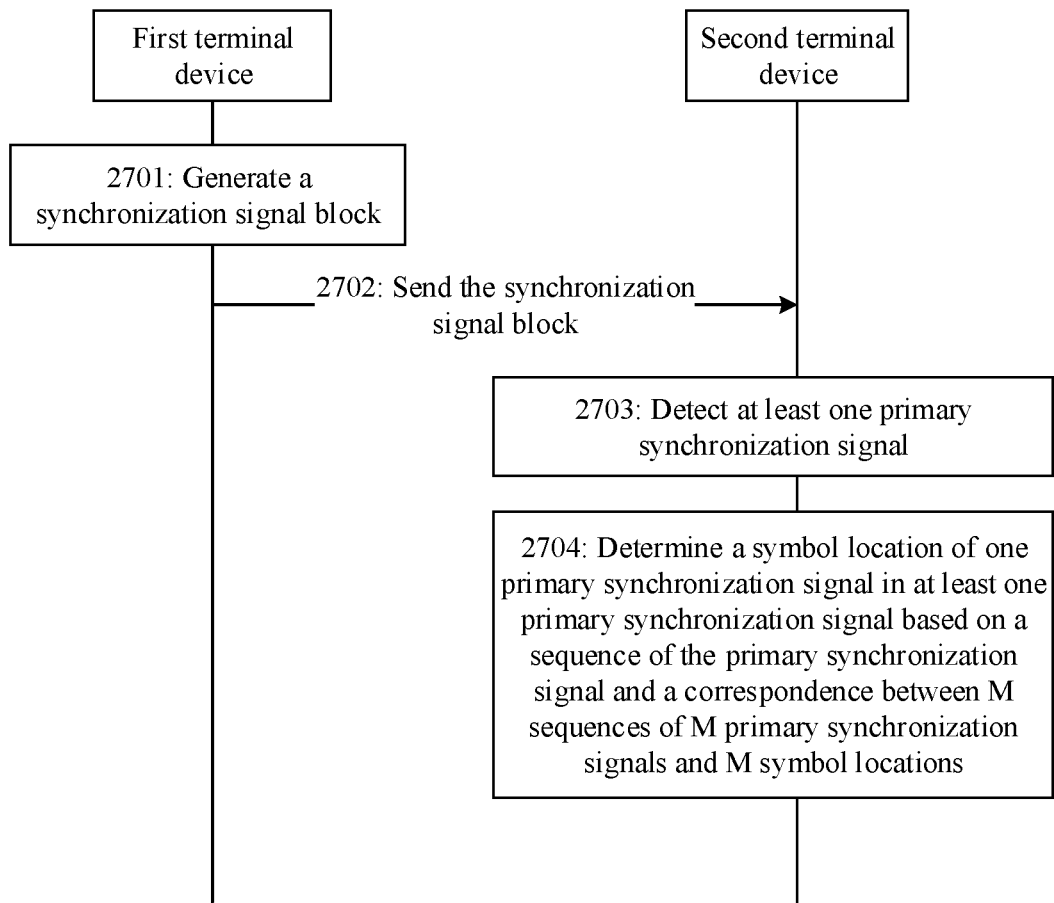 First terminal
device
Second terminal
device
2701: Generate a
synchronization signal block
2702: Send the synchronization
signal block
2703: Detect at least one primary
synchronization signal
2704: Determine a symbol location of one
primary synchronization signal in at least one
primary synchronization signal based on a
sequence of the primary synchronization
signal and a correspondence between M
sequences of M primary synchronization
signals and M symbol locations